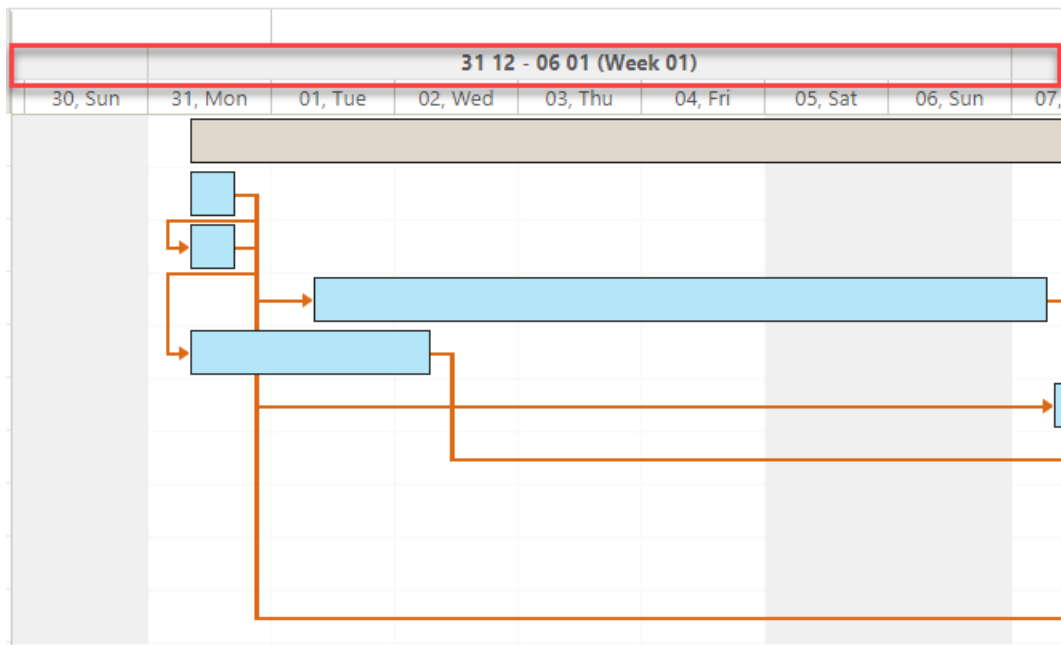 31 12 - 06 01 (Week 01)
30, Sun 31, Mon 01, Tue 02, Wed 03, Thu 04, Fri 05, Sat 06, Sun 07,